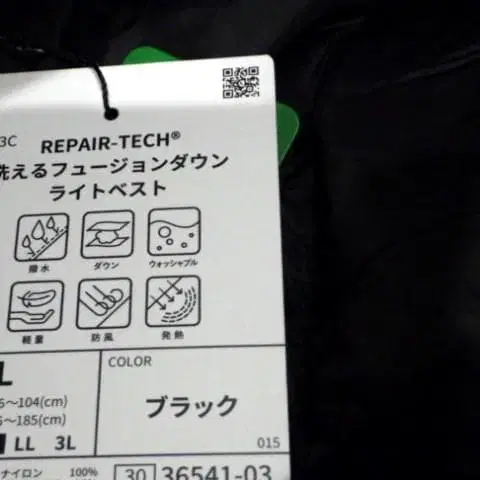 3C
REPAIR-TECH®
洗えるフュージョンダウン
ライトベスト
撥水 ダウン ウォッシャブル
軽量 防風 発熱
L
COLOR
6～104(cm)
5～185(cm)
ブラック
LL 3L
015
ナイロン 100%
30 36541-03